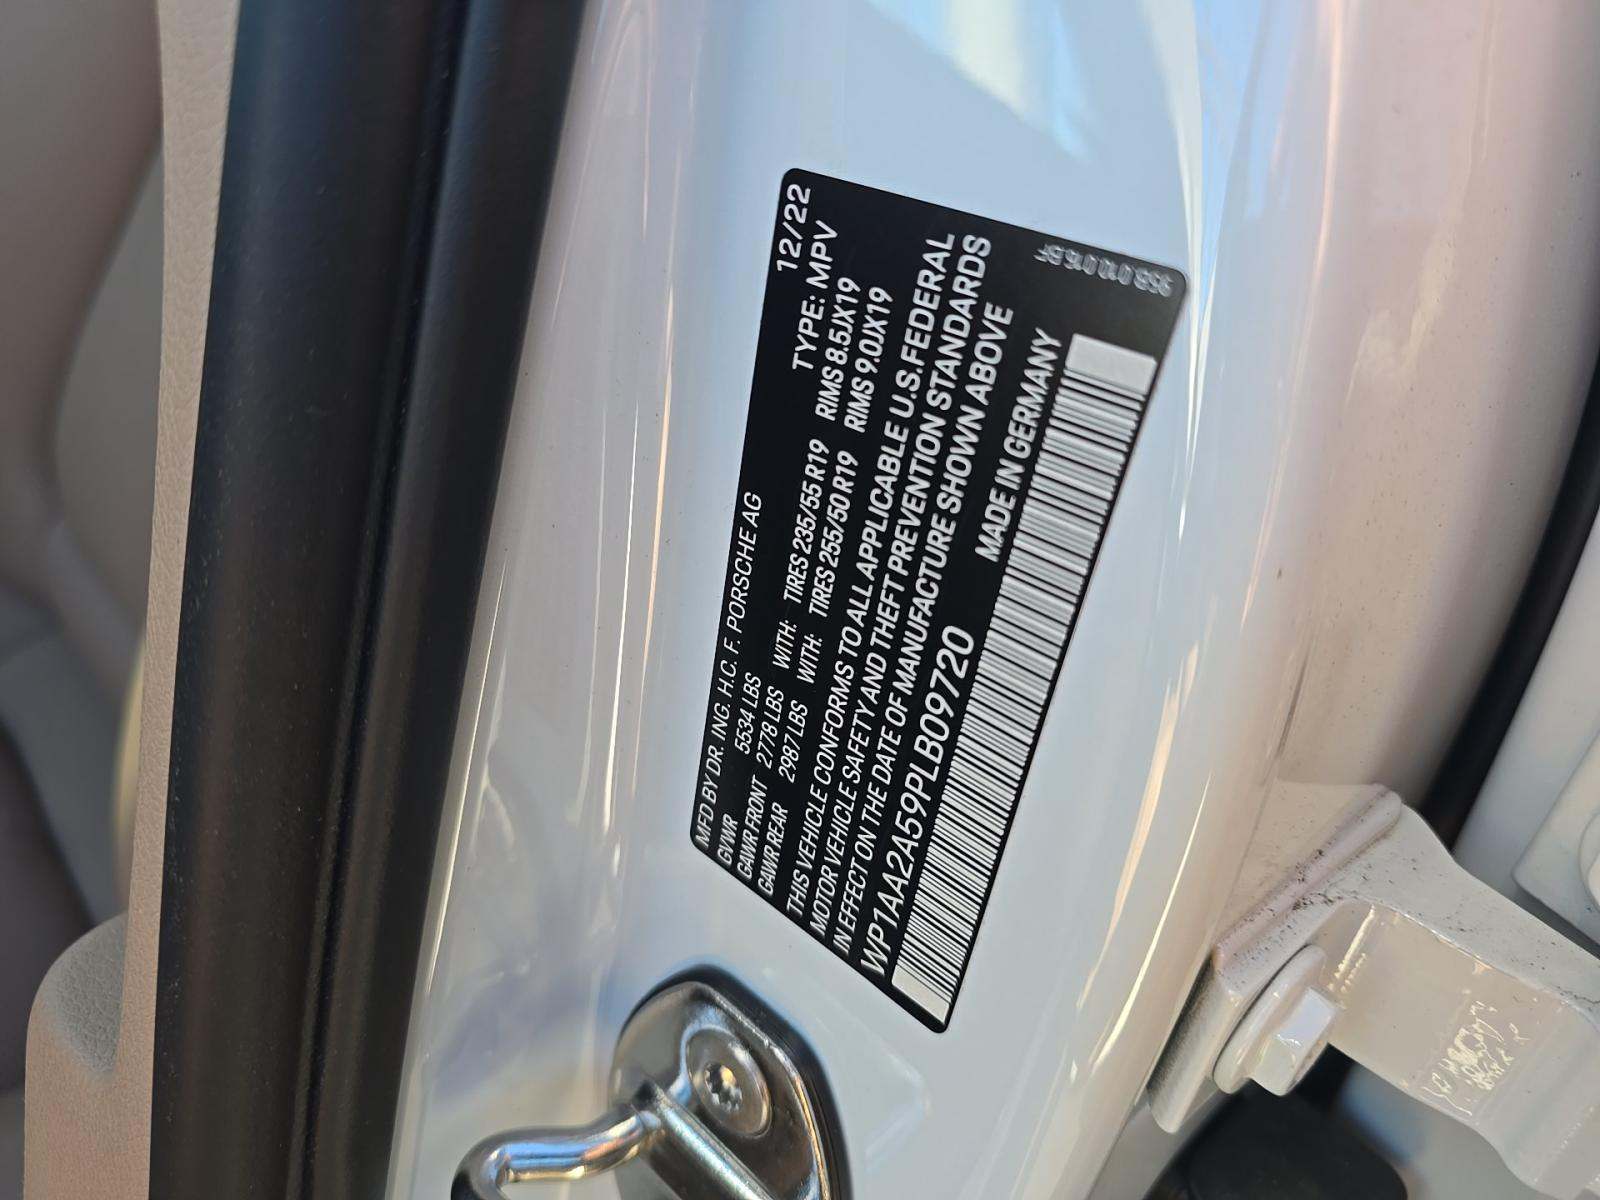 12/22
MFD BY DR. ING. H.C. F. PORSCHE AG
TYPE: MPV
GVWR 5534 LBS
GAWR FRONT 2778 LBS WITH: TIRES 235/55 R19 RIMS 8.5JX19
GAWR REAR 2987 LBS WITH: TIRES 255/50 R19 RIMS 9.0JX19
THIS VEHICLE CONFORMS TO ALL APPLICABLE U.S. FEDERAL
MOTOR VEHICLE SAFETY AND THEFT PREVENTION STANDARDS
IN EFFECT ON THE DATE OF MANUFACTURE SHOWN ABOVE
WP1AA2A59PLB09720
MADE IN GERMANY